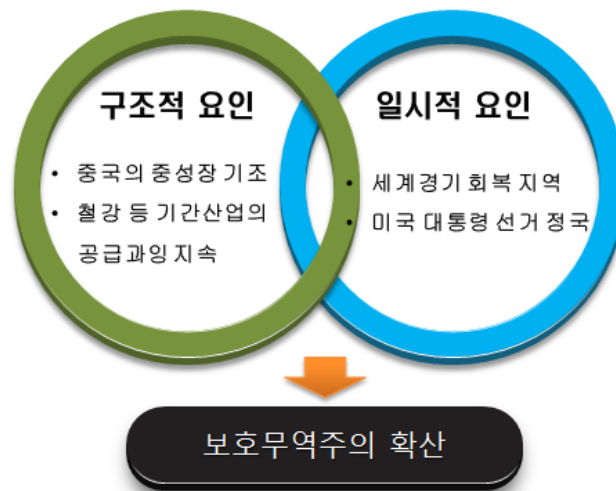 구조적 요인
• 중국의 중성장 기조
• 철강 등 기간산업의
공급과잉 지속
일시적 요인
• 세계경기 회복 지역
• 미국 대통령 선거 정국
보호무역주의 확산